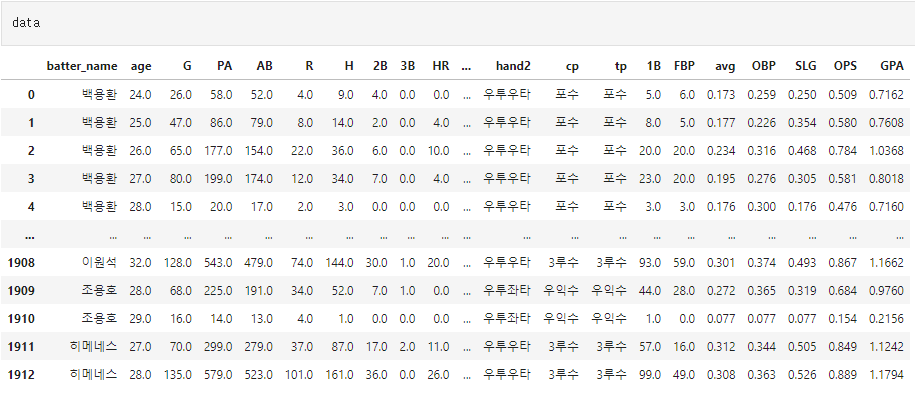 data
batter_name age G PA AB R H 2B 3B HR ... hand2 cp tp 1B FBP avg OBP SLG OPS GPA
0 백용환 24.0 26.0 58.0 52.0 4.0 9.0 4.0 0.0 0.0 ... 우투우타 포수 포수 5.0 6.0 0.173 0.259 0.250 0.509 0.7162
1 백용환 25.0 47.0 86.0 79.0 8.0 14.0 2.0 0.0 4.0 ... 우투우타 포수 포수 8.0 5.0 0.177 0.226 0.354 0.580 0.7608
2 백용환 26.0 65.0 177.0 154.0 22.0 36.0 6.0 0.0 10.0 ... 우투우타 포수 포수 20.0 20.0 0.234 0.316 0.468 0.784 1.0368
3 백용환 27.0 80.0 199.0 174.0 12.0 34.0 7.0 0.0 4.0 ... 우투우타 포수 포수 23.0 20.0 0.195 0.276 0.305 0.581 0.8018
4 백용환 28.0 15.0 20.0 17.0 2.0 3.0 0.0 0.0 0.0 ... 우투우타 포수 포수 3.0 3.0 0.176 0.300 0.176 0.476 0.7160
... ... ... ... ... ... ... ... ... ... ... ... ... ... ... ... ... ... ... ... ... ...
1908 이원석 32.0 128.0 543.0 479.0 74.0 144.0 30.0 1.0 20.0 ... 우투우타 3루수 3루수 93.0 59.0 0.301 0.374 0.493 0.867 1.1662
1909 조용호 28.0 68.0 225.0 191.0 34.0 52.0 7.0 1.0 0.0 ... 우투좌타 우익수 우익수 44.0 28.0 0.272 0.365 0.319 0.684 0.9760
1910 조용호 29.0 16.0 14.0 13.0 4.0 1.0 0.0 0.0 0.0 ... 우투좌타 우익수 우익수 1.0 0.0 0.077 0.077 0.077 0.154 0.2156
1911 히메네스 27.0 70.0 299.0 279.0 37.0 87.0 17.0 2.0 11.0 ... 우투우타 3루수 3루수 57.0 16.0 0.312 0.344 0.505 0.849 1.1242
1912 히메네스 28.0 135.0 579.0 523.0 101.0 161.0 36.0 0.0 26.0 ... 우투우타 3루수 3루수 99.0 49.0 0.308 0.363 0.526 0.889 1.1794